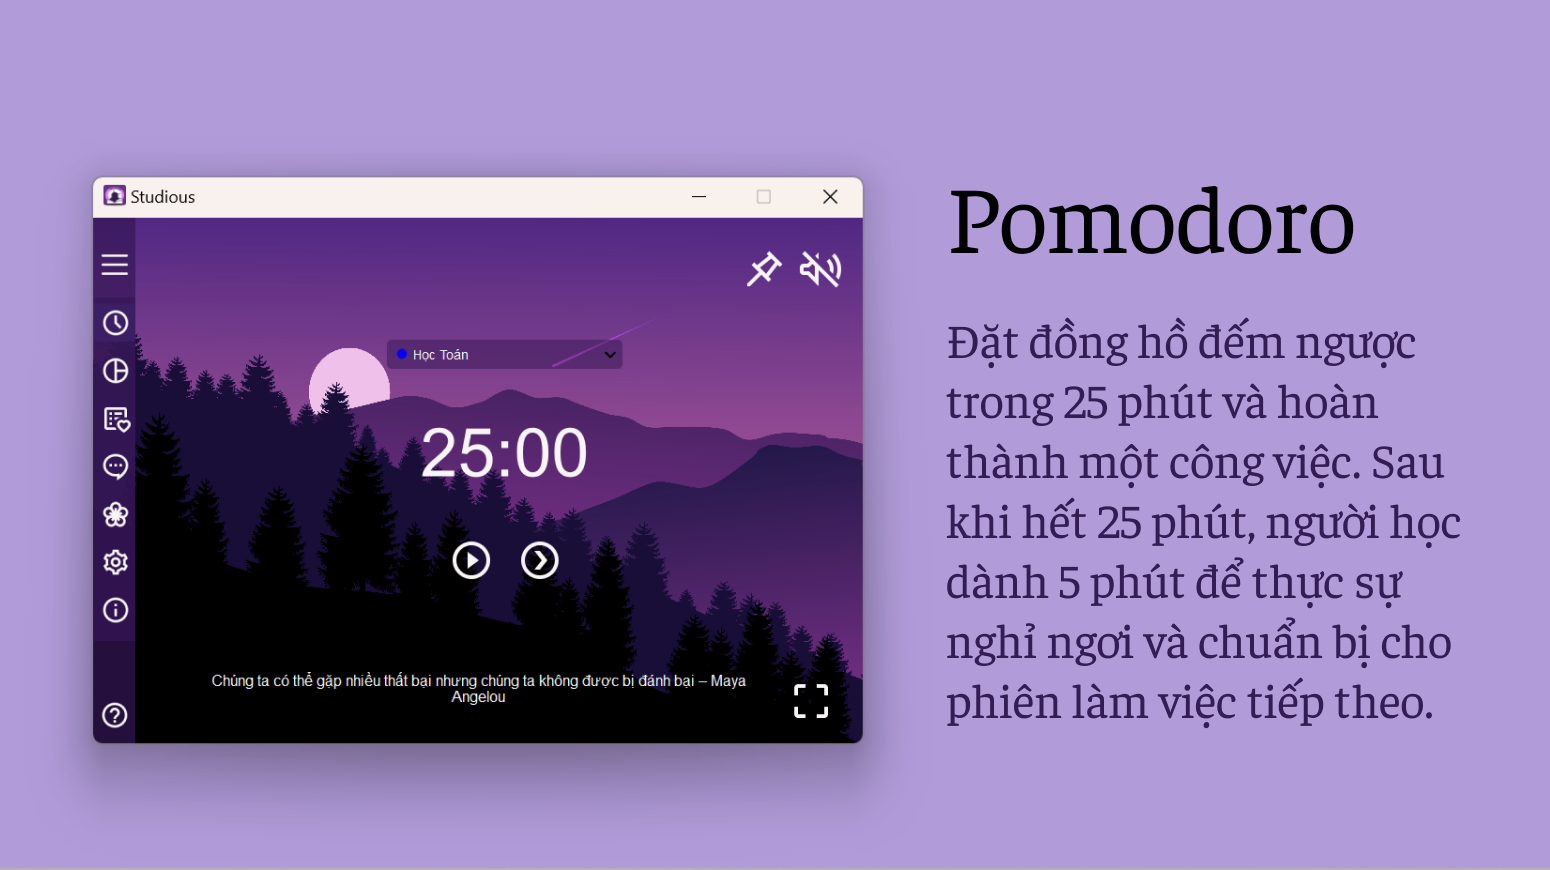 Studious
Học Toán
25:00
Chúng ta có thể gặp nhiều thất bại nhưng chúng ta không được bị đánh bại – Maya
Angelou
Pomodoro
Đặt đồng hồ đếm ngược
trong 25 phút và hoàn
thành một công việc. Sau
khi hết 25 phút, người học
dành 5 phút để thực sự
nghỉ ngơi và chuẩn bị cho
phiên làm việc tiếp theo.